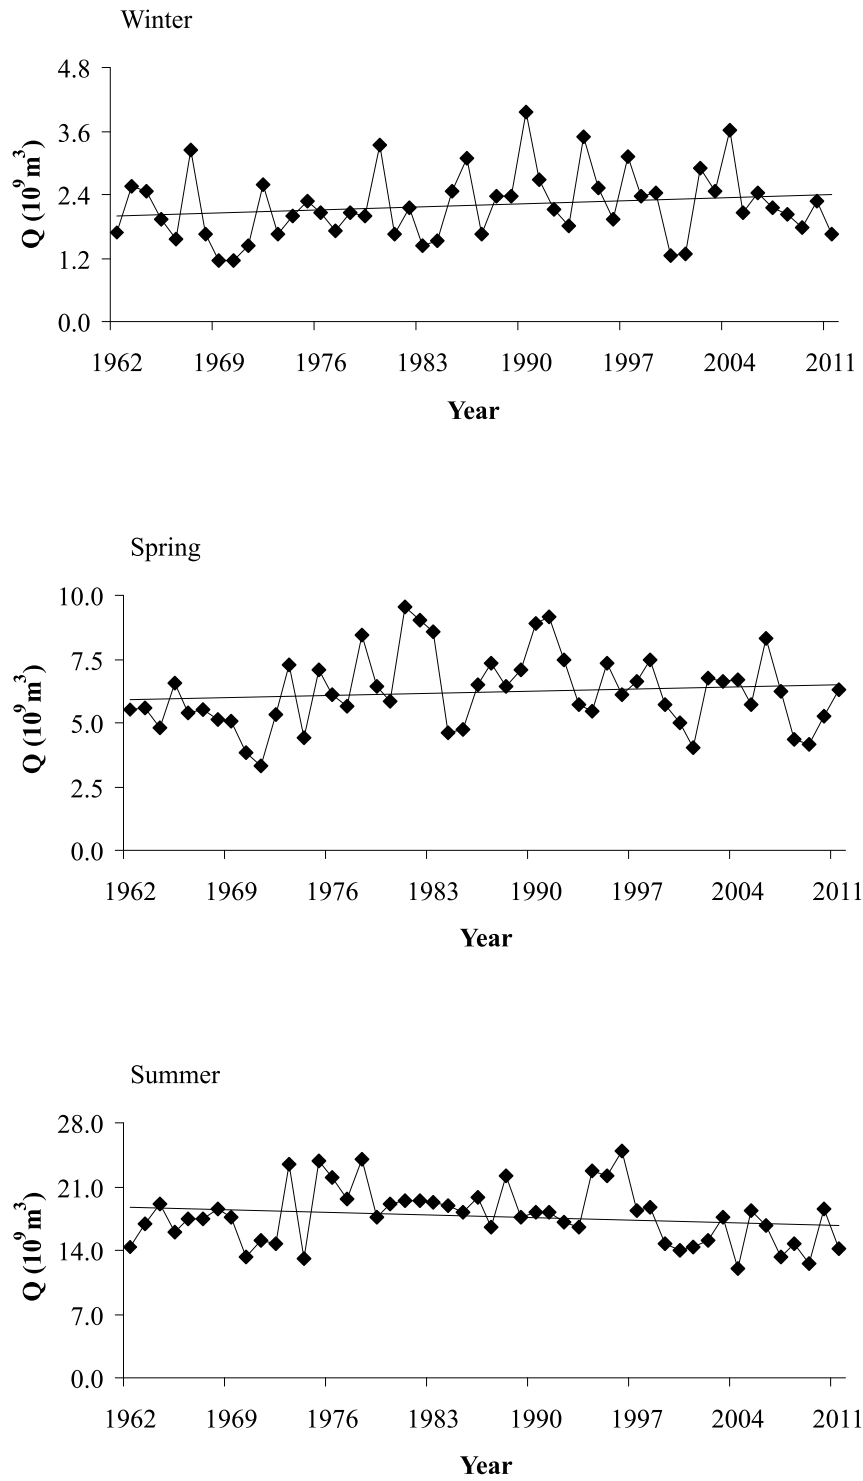 Winter
4.8
3.6
2.4
1.2
0.0
Q (10⁹ m³)
1962 1969 1976 1983 1990 1997 2004 2011
Year
Spring
10.0
7.5
5.0
2.5
0.0
Q (10⁹ m³)
1962 1969 1976 1983 1990 1997 2004 2011
Year
Summer
28.0
21.0
14.0
7.0
0.0
Q (10⁹ m³)
1962 1969 1976 1983 1990 1997 2004 2011
Year